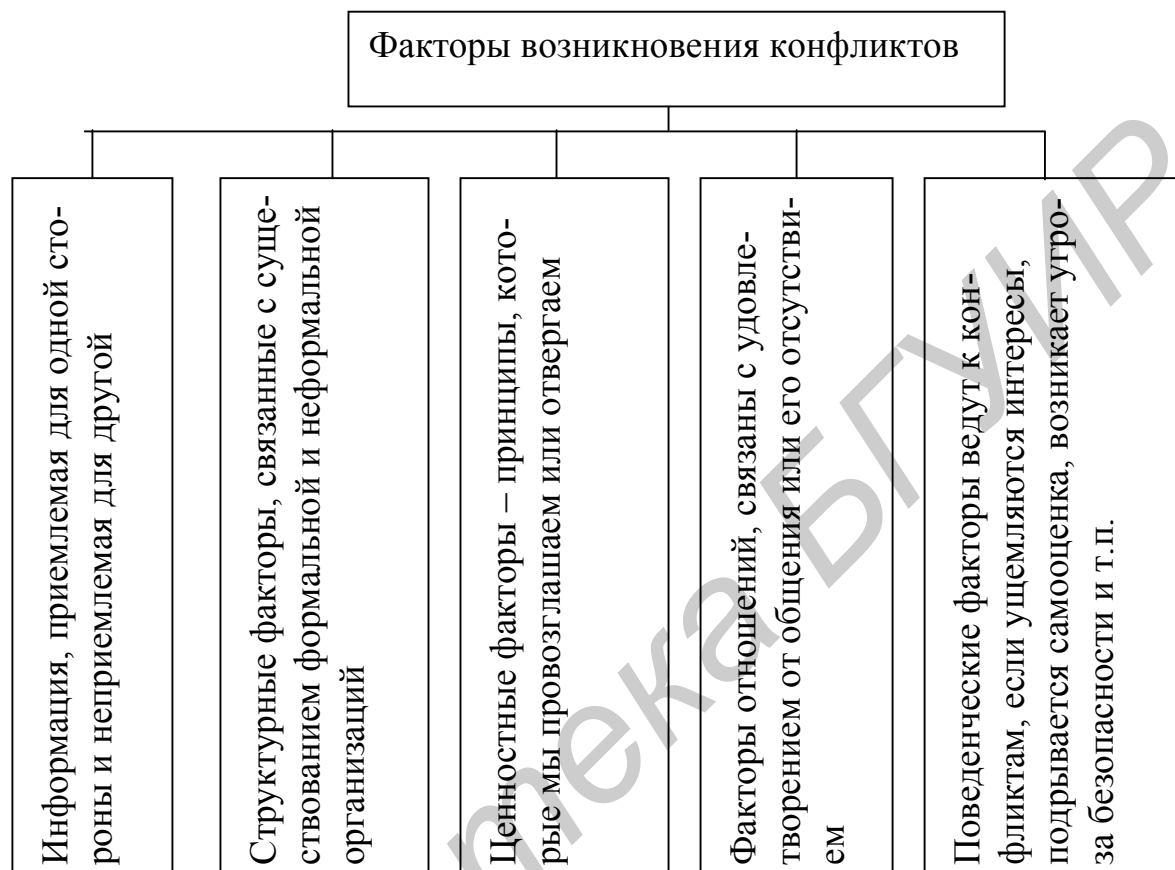 Факторы возникновения конфликтов
Информация, приемлемая для одной сто-
роны и неприемлемая для другой
Структурные факторы, связанные с суще-
ствованием формальной и неформальной
организаций
Ценностные факторы – принципы, кото-
рые мы провозглашаем или отвергаем
Факторы отношений, связаны с удовле-
творением от общения или его отсутстви-
ем
Поведенческие факторы ведут к кон-
фликтам, если ущемляются интересы,
подрывается самооценка, возникает угро-
за безопасности и т.п.
тека БГУИР